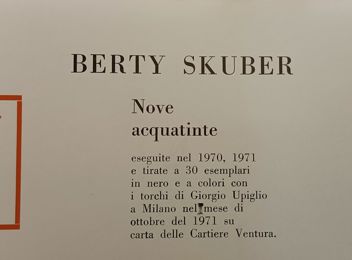 BERTY SKUBER
Nove
acquatinte
eseguite nel 1970, 1971
e tirate a 30 esemplari
in nero e a colori con
i torchi di Giorgio Upiglio
a Milano nel mese di
ottobre del 1971 su
carta delle Cartiere Ventura.